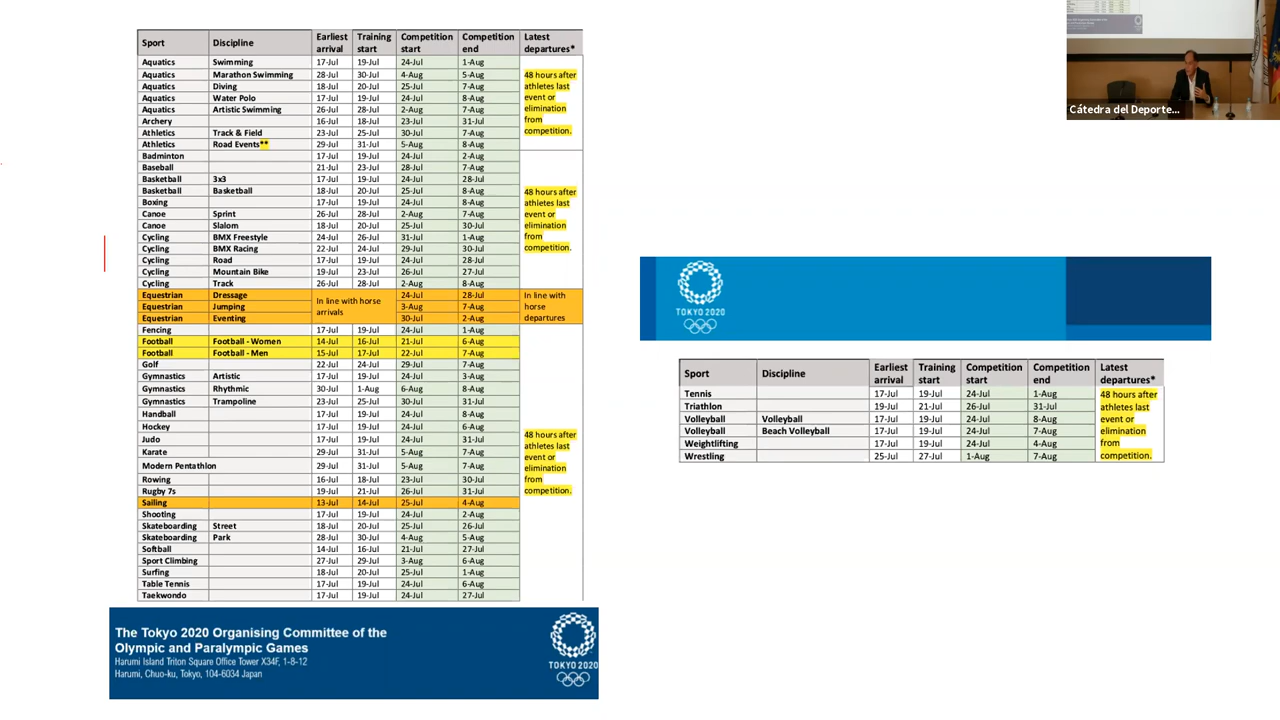 Sport Discipline Earliest arrival Training start Competition start Competition end Latest departures*
Aquatics Swimming 17-Jul 19-Jul 24-Jul 1-Aug
Aquatics Marathon Swimming 28-Jul 30-Jul 4-Aug 5-Aug
Aquatics Diving 18-Jul 20-Jul 25-Jul 7-Aug
Aquatics Water Polo 17-Jul 19-Jul 24-Jul 8-Aug
Aquatics Artistic Swimming 26-Jul 28-Jul 2-Aug 7-Aug
Archery 16-Jul 18-Jul 23-Jul 31-Jul
Athletics Track & Field 23-Jul 25-Jul 30-Jul 7-Aug
Athletics Road Events** 29-Jul 31-Jul 5-Aug 8-Aug
48 hours after
athletes last
event or
elimination
from
competition.
Badminton 17-Jul 19-Jul 24-Jul 2-Aug
Baseball 21-Jul 23-Jul 28-Jul 7-Aug
Basketball 3x3 17-Jul 19-Jul 24-Jul 28-Jul
Basketball Basketball 18-Jul 20-Jul 25-Jul 8-Aug
Boxing 17-Jul 19-Jul 24-Jul 8-Aug
Canoe Sprint 26-Jul 28-Jul 2-Aug 7-Aug
Canoe Slalom 18-Jul 20-Jul 25-Jul 30-Jul
Cycling BMX Freestyle 24-Jul 26-Jul 31-Jul 1-Aug
Cycling BMX Racing 22-Jul 24-Jul 29-Jul 30-Jul
Cycling Road 17-Jul 19-Jul 24-Jul 28-Jul
Cycling Mountain Bike 19-Jul 23-Jul 26-Jul 27-Jul
Cycling Track 26-Jul 28-Jul 2-Aug 8-Aug
48 hours after
athletes last
event or
elimination
from
competition.
Equestrian Dressage 24-Jul 28-Jul
Equestrian Jumping 3-Aug 7-Aug
Equestrian Eventing 30-Jul 2-Aug
In line with horse
arrivals
In line with
horse
departures
Fencing 17-Jul 19-Jul 24-Jul 1-Aug
Football Football - Women 14-Jul 16-Jul 21-Jul 6-Aug
Football Football - Men 15-Jul 17-Jul 22-Jul 7-Aug
Golf 22-Jul 24-Jul 29-Jul 7-Aug
Gymnastics Artistic 17-Jul 19-Jul 24-Jul 3-Aug
Gymnastics Rhythmic 30-Jul 1-Aug 6-Aug 8-Aug
Gymnastics Trampoline 23-Jul 25-Jul 30-Jul 31-Jul
Handball 17-Jul 19-Jul 24-Jul 8-Aug
Hockey 17-Jul 19-Jul 24-Jul 6-Aug
Judo 17-Jul 19-Jul 24-Jul 31-Jul
Karate 29-Jul 31-Jul 5-Aug 7-Aug
Modern Pentathlon 29-Jul 31-Jul 5-Aug 7-Aug
Rowing 16-Jul 18-Jul 23-Jul 30-Jul
Rugby 7s 19-Jul 21-Jul 26-Jul 31-Jul
Sailing 13-Jul 14-Jul 25-Jul 4-Aug
Shooting 17-Jul 19-Jul 24-Jul 2-Aug
Skateboarding Street 18-Jul 20-Jul 25-Jul 26-Jul
Skateboarding Park 28-Jul 30-Jul 4-Aug 5-Aug
Softball 14-Jul 16-Jul 21-Jul 27-Jul
Sport Climbing 27-Jul 29-Jul 3-Aug 6-Aug
Surfing 18-Jul 20-Jul 25-Jul 1-Aug
Table Tennis 17-Jul 19-Jul 24-Jul 6-Aug
Taekwondo 17-Jul 19-Jul 24-Jul 27-Jul
48 hours after
athletes last
event or
elimination
from
competition.
The Tokyo 2020 Organising Committee of the
Olympic and Paralympic Games
Harumi Island Triton Square Office Tower X34F, 1-8-12
Harumi, Chuo-ku, Tokyo, 104-6034 Japan
TOKYO 2020
Cátedra del Deporte...
TOKYO 2020
Sport Discipline Earliest arrival Training start Competition start Competition end Latest departures*
Tennis 17-Jul 19-Jul 24-Jul 1-Aug
Triathlon 19-Jul 21-Jul 26-Jul 31-Jul
Volleyball Volleyball 17-Jul 19-Jul 24-Jul 8-Aug
Volleyball Beach Volleyball 17-Jul 19-Jul 24-Jul 7-Aug
Weightlifting 17-Jul 19-Jul 24-Jul 4-Aug
Wrestling 25-Jul 27-Jul 1-Aug 7-Aug
48 hours after
athletes last
event or
elimination
from
competition.